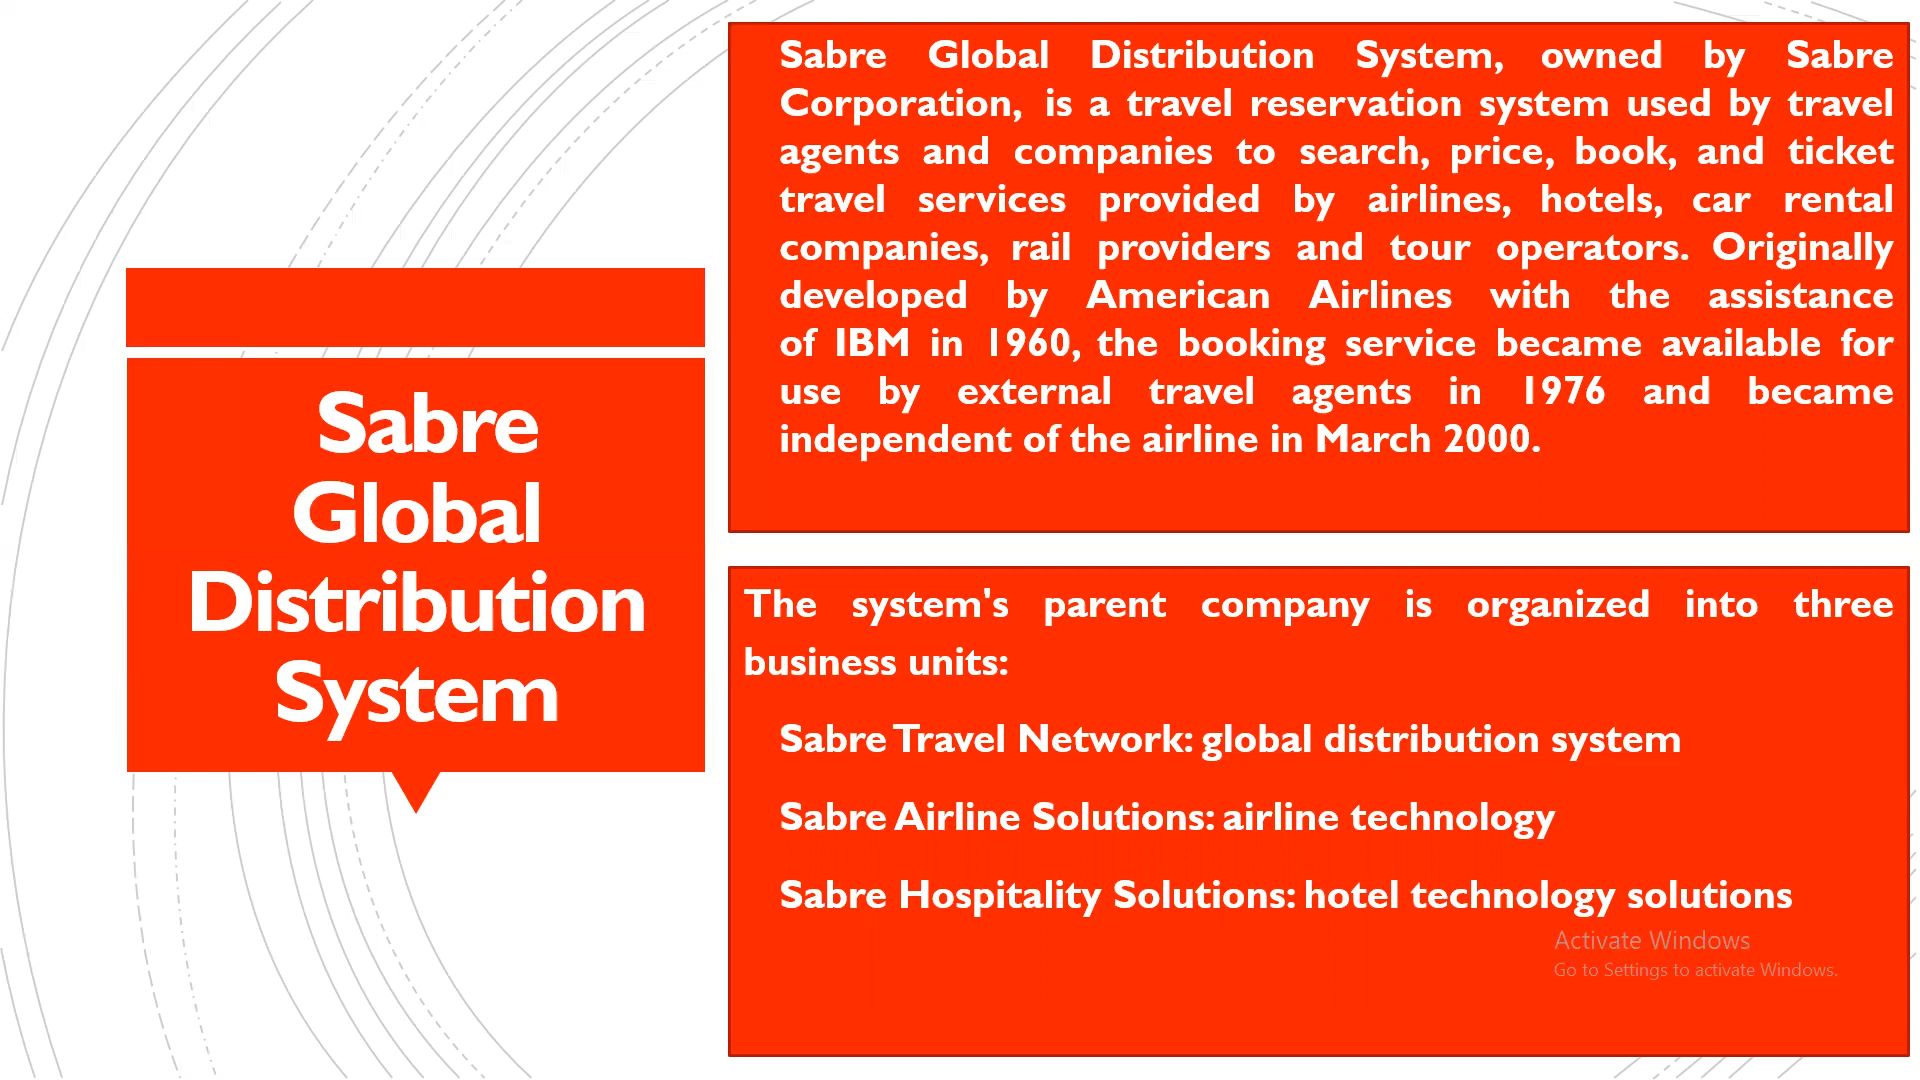 Sabre
Global
Distribution
System
Sabre Global Distribution System, owned by Sabre
Corporation, is a travel reservation system used by travel
agents and companies to search, price, book, and ticket
travel services provided by airlines, hotels, car rental
companies, rail providers and tour operators. Originally
developed by American Airlines with the assistance
of IBM in 1960, the booking service became available for
use by external travel agents in 1976 and became
independent of the airline in March 2000.
The system's parent company is organized into three
business units:
Sabre Travel Network: global distribution system
Sabre Airline Solutions: airline technology
Sabre Hospitality Solutions: hotel technology solutions
Activate Windows
Go to Settings to activate Windows.